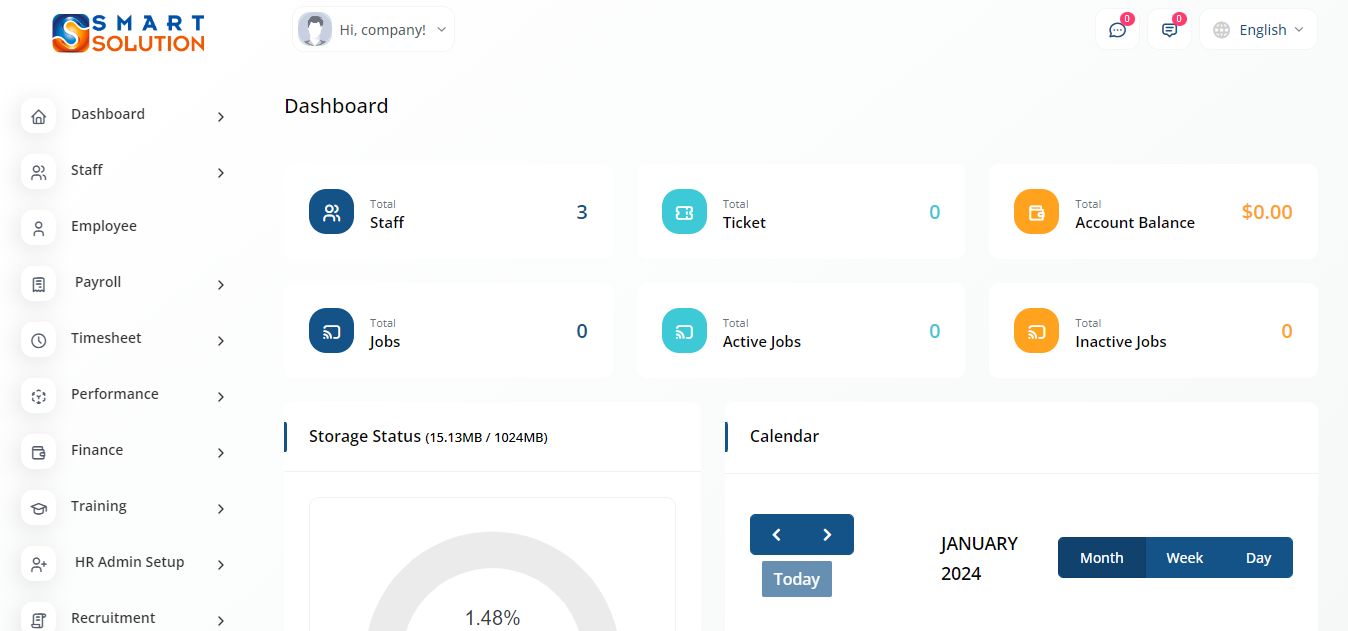 SMART
SOLUTION
Hi, company!
0
0
English
Dashboard
Staff
Employee
Payroll
Timesheet
Performance
Finance
Training
HR Admin Setup
Recruitment
Dashboard
Total
Staff
3
Total
Ticket
0
Total
Account Balance
$0.00
Total
Jobs
0
Total
Active Jobs
0
Total
Inactive Jobs
0
Storage Status (15.13MB / 1024MB)
1.48%
Calendar
Today
JANUARY
2024
Month
Week
Day